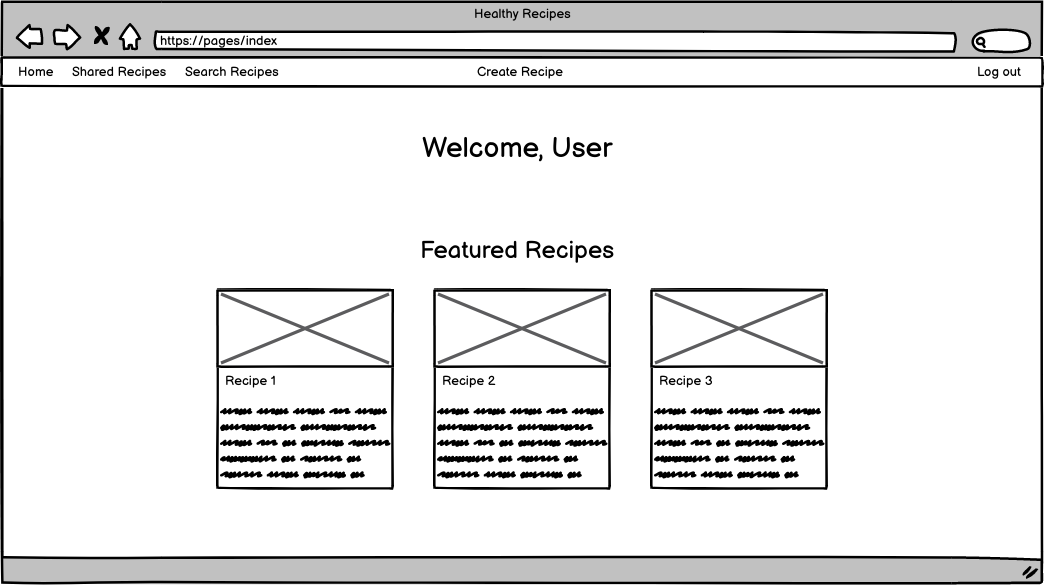 Healthy Recipes
https://pages/index
Home Shared Recipes Search Recipes Create Recipe Log out
Welcome, User
Featured Recipes
Recipe 1 Recipe 2 Recipe 3